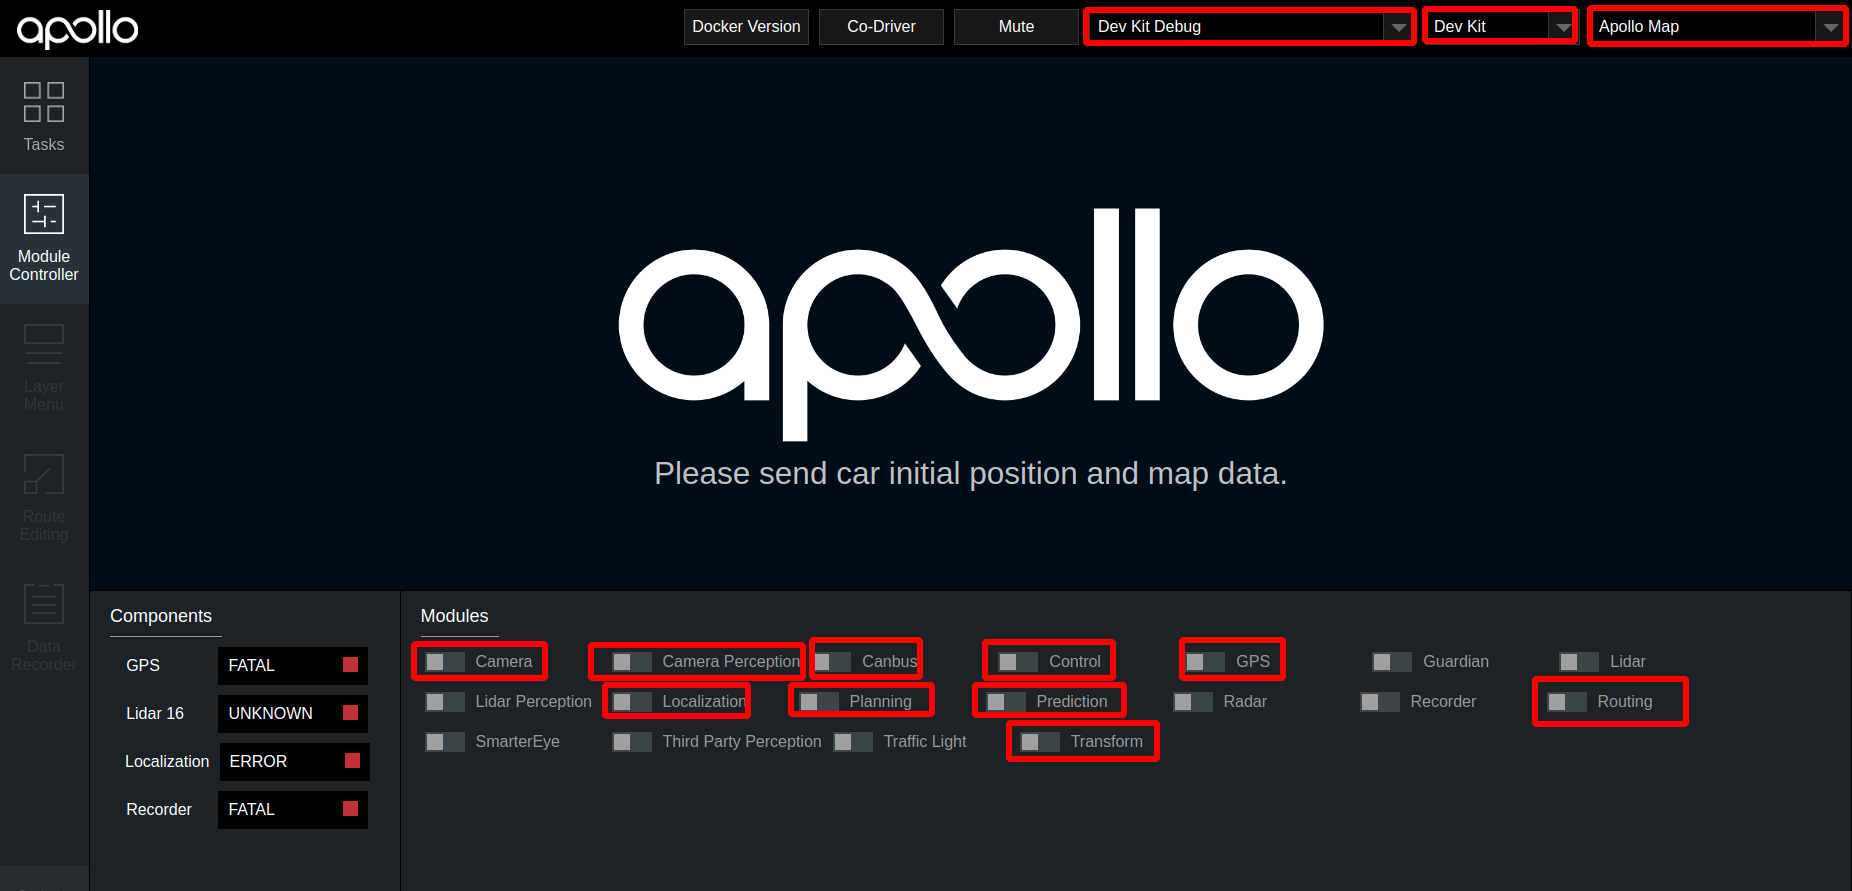 apollo
Docker Version
Co-Driver
Mute
Dev Kit Debug
Dev Kit
Apollo Map
Tasks
Module
Controller
Layer
Menu
Route
Editing
Data
Recorder
apollo
Please send car initial position and map data.
Components
GPS FATAL
Lidar 16 UNKNOWN
Localization ERROR
Recorder FATAL
Modules
Camera Camera Perception Canbus Control GPS Guardian Lidar
Lidar Perception Localization Planning Prediction Radar Recorder Routing
SmarterEye Third Party Perception Traffic Light Transform